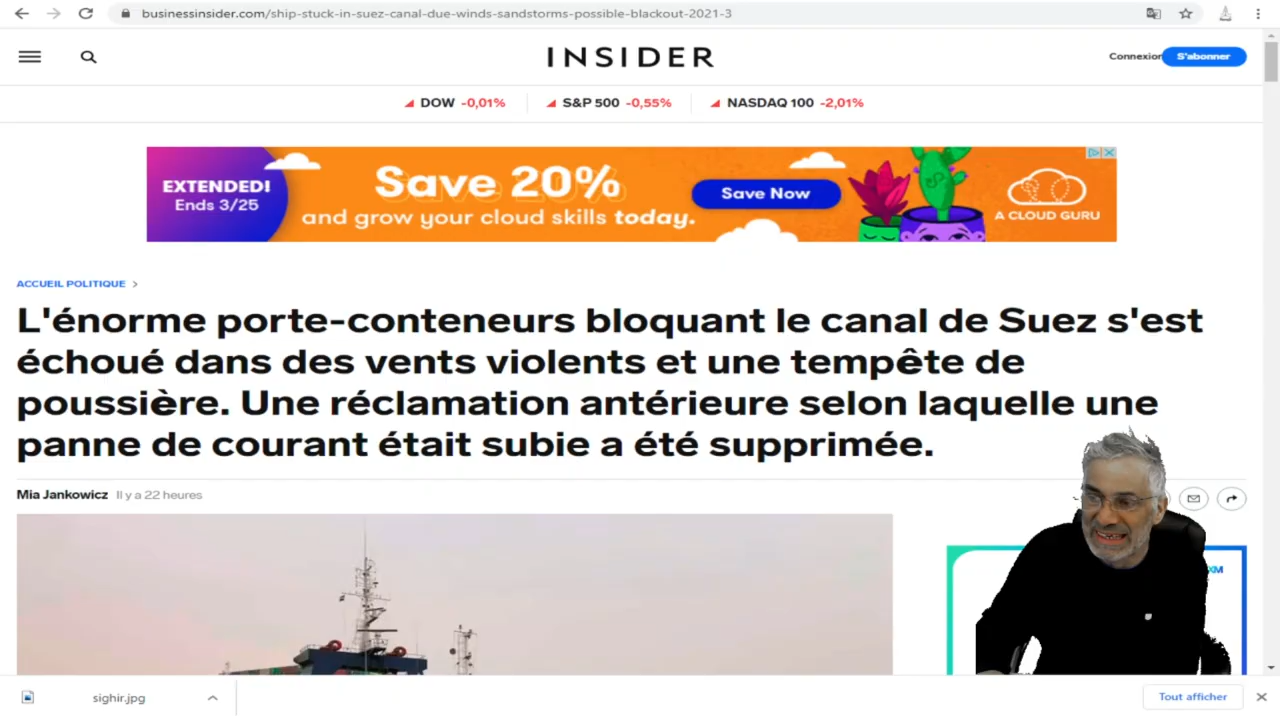 businessinsider.com/ship-stuck-in-suez-canal-due-winds-sandstorms-possible-blackout-2021-3
INSIDER
Connexion
S'abonner
DOW -0,01%
S&P 500 -0,55%
NASDAQ 100 -2,01%
EXTENDED!
Ends 3/25
Save 20%
and grow your cloud skills today.
Save Now
A CLOUD GURU
ACCUEIL POLITIQUE >
L'énorme porte-conteneurs bloquant le canal de Suez s'est
échoué dans des vents violents et une tempête de
poussière. Une réclamation antérieure selon laquelle une
panne de courant était subie a été supprimée.
Mia Jankowicz Il y a 22 heures
XM
sighir.jpg
Tout afficher